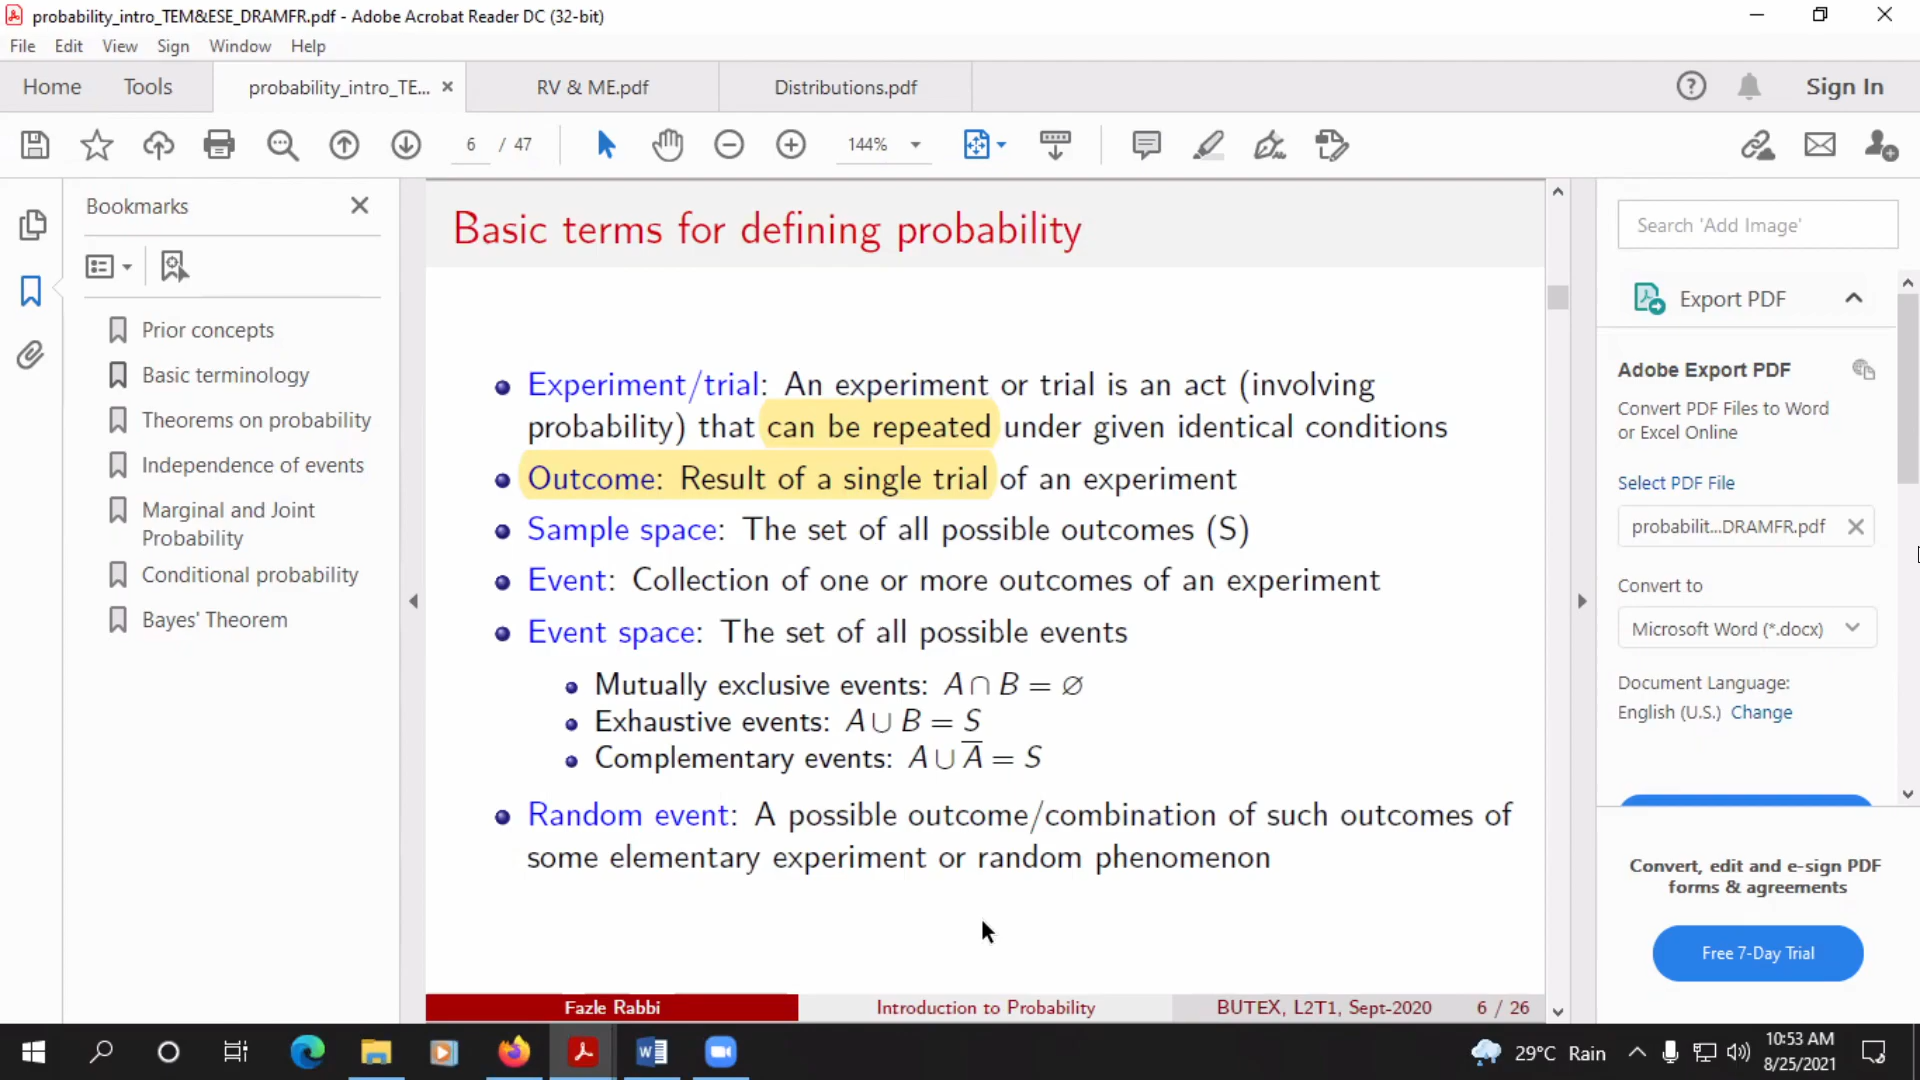 probability_intro_TEM&ESE_DRAMFR.pdf - Adobe Acrobat Reader DC (32-bit)
File Edit View Sign Window Help
Home Tools probability_intro_TE... RV & ME.pdf Distributions.pdf Sign In
6 / 47 144%
Bookmarks
Prior concepts
Basic terminology
Theorems on probability
Independence of events
Marginal and Joint
Probability
Conditional probability
Bayes' Theorem
Basic terms for defining probability
Experiment/trial: An experiment or trial is an act (involving
probability) that can be repeated under given identical conditions
Outcome: Result of a single trial of an experiment
Sample space: The set of all possible outcomes (S)
Event: Collection of one or more outcomes of an experiment
Event space: The set of all possible events
Mutually exclusive events: A ∩ B = ∅
Exhaustive events: A ∪ B = S
Complementary events: A ∪ A̅ = S
Random event: A possible outcome/combination of such outcomes of
some elementary experiment or random phenomenon
Fazle Rabbi Introduction to Probability BUTEX, L2T1, Sept-2020 6 / 26
Search 'Add Image'
Export PDF
Adobe Export PDF
Convert PDF Files to Word
or Excel Online
Select PDF File
probabilit...DRAMFR.pdf
Convert to
Microsoft Word (*.docx)
Document Language:
English (U.S.) Change
Convert, edit and e-sign PDF
forms & agreements
Free 7-Day Trial
29°C Rain
10:53 AM
8/25/2021